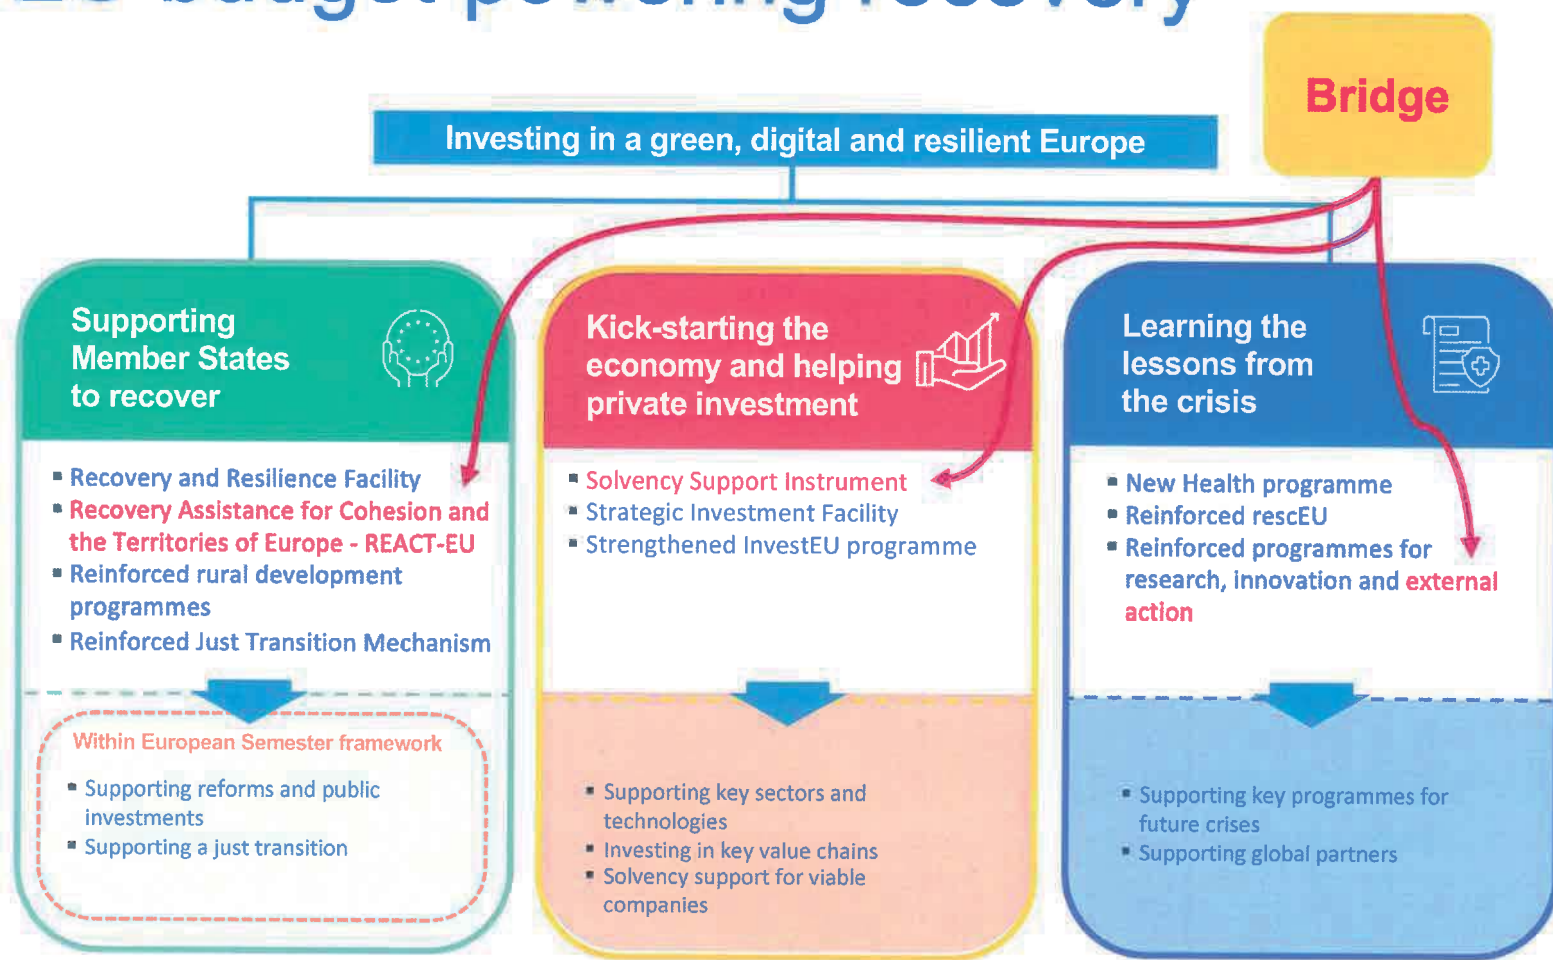 budget powering recovery
Bridge
Investing in a green, digital and resilient Europe
Supporting
Member States
to recover
▪ Recovery and Resilience Facility
▪ Recovery Assistance for Cohesion and
the Territories of Europe - REACT-EU
▪ Reinforced rural development
programmes
▪ Reinforced Just Transition Mechanism
Within European Semester framework
▪ Supporting reforms and public
investments
▪ Supporting a just transition
Kick-starting the
economy and helping
private investment
▪ Solvency Support Instrument
▪ Strategic Investment Facility
▪ Strengthened InvestEU programme
▪ Supporting key sectors and
technologies
▪ Investing in key value chains
▪ Solvency support for viable
companies
Learning the
lessons from
the crisis
▪ New Health programme
▪ Reinforced rescEU
▪ Reinforced programmes for
research, innovation and external
action
▪ Supporting key programmes for
future crises
▪ Supporting global partners